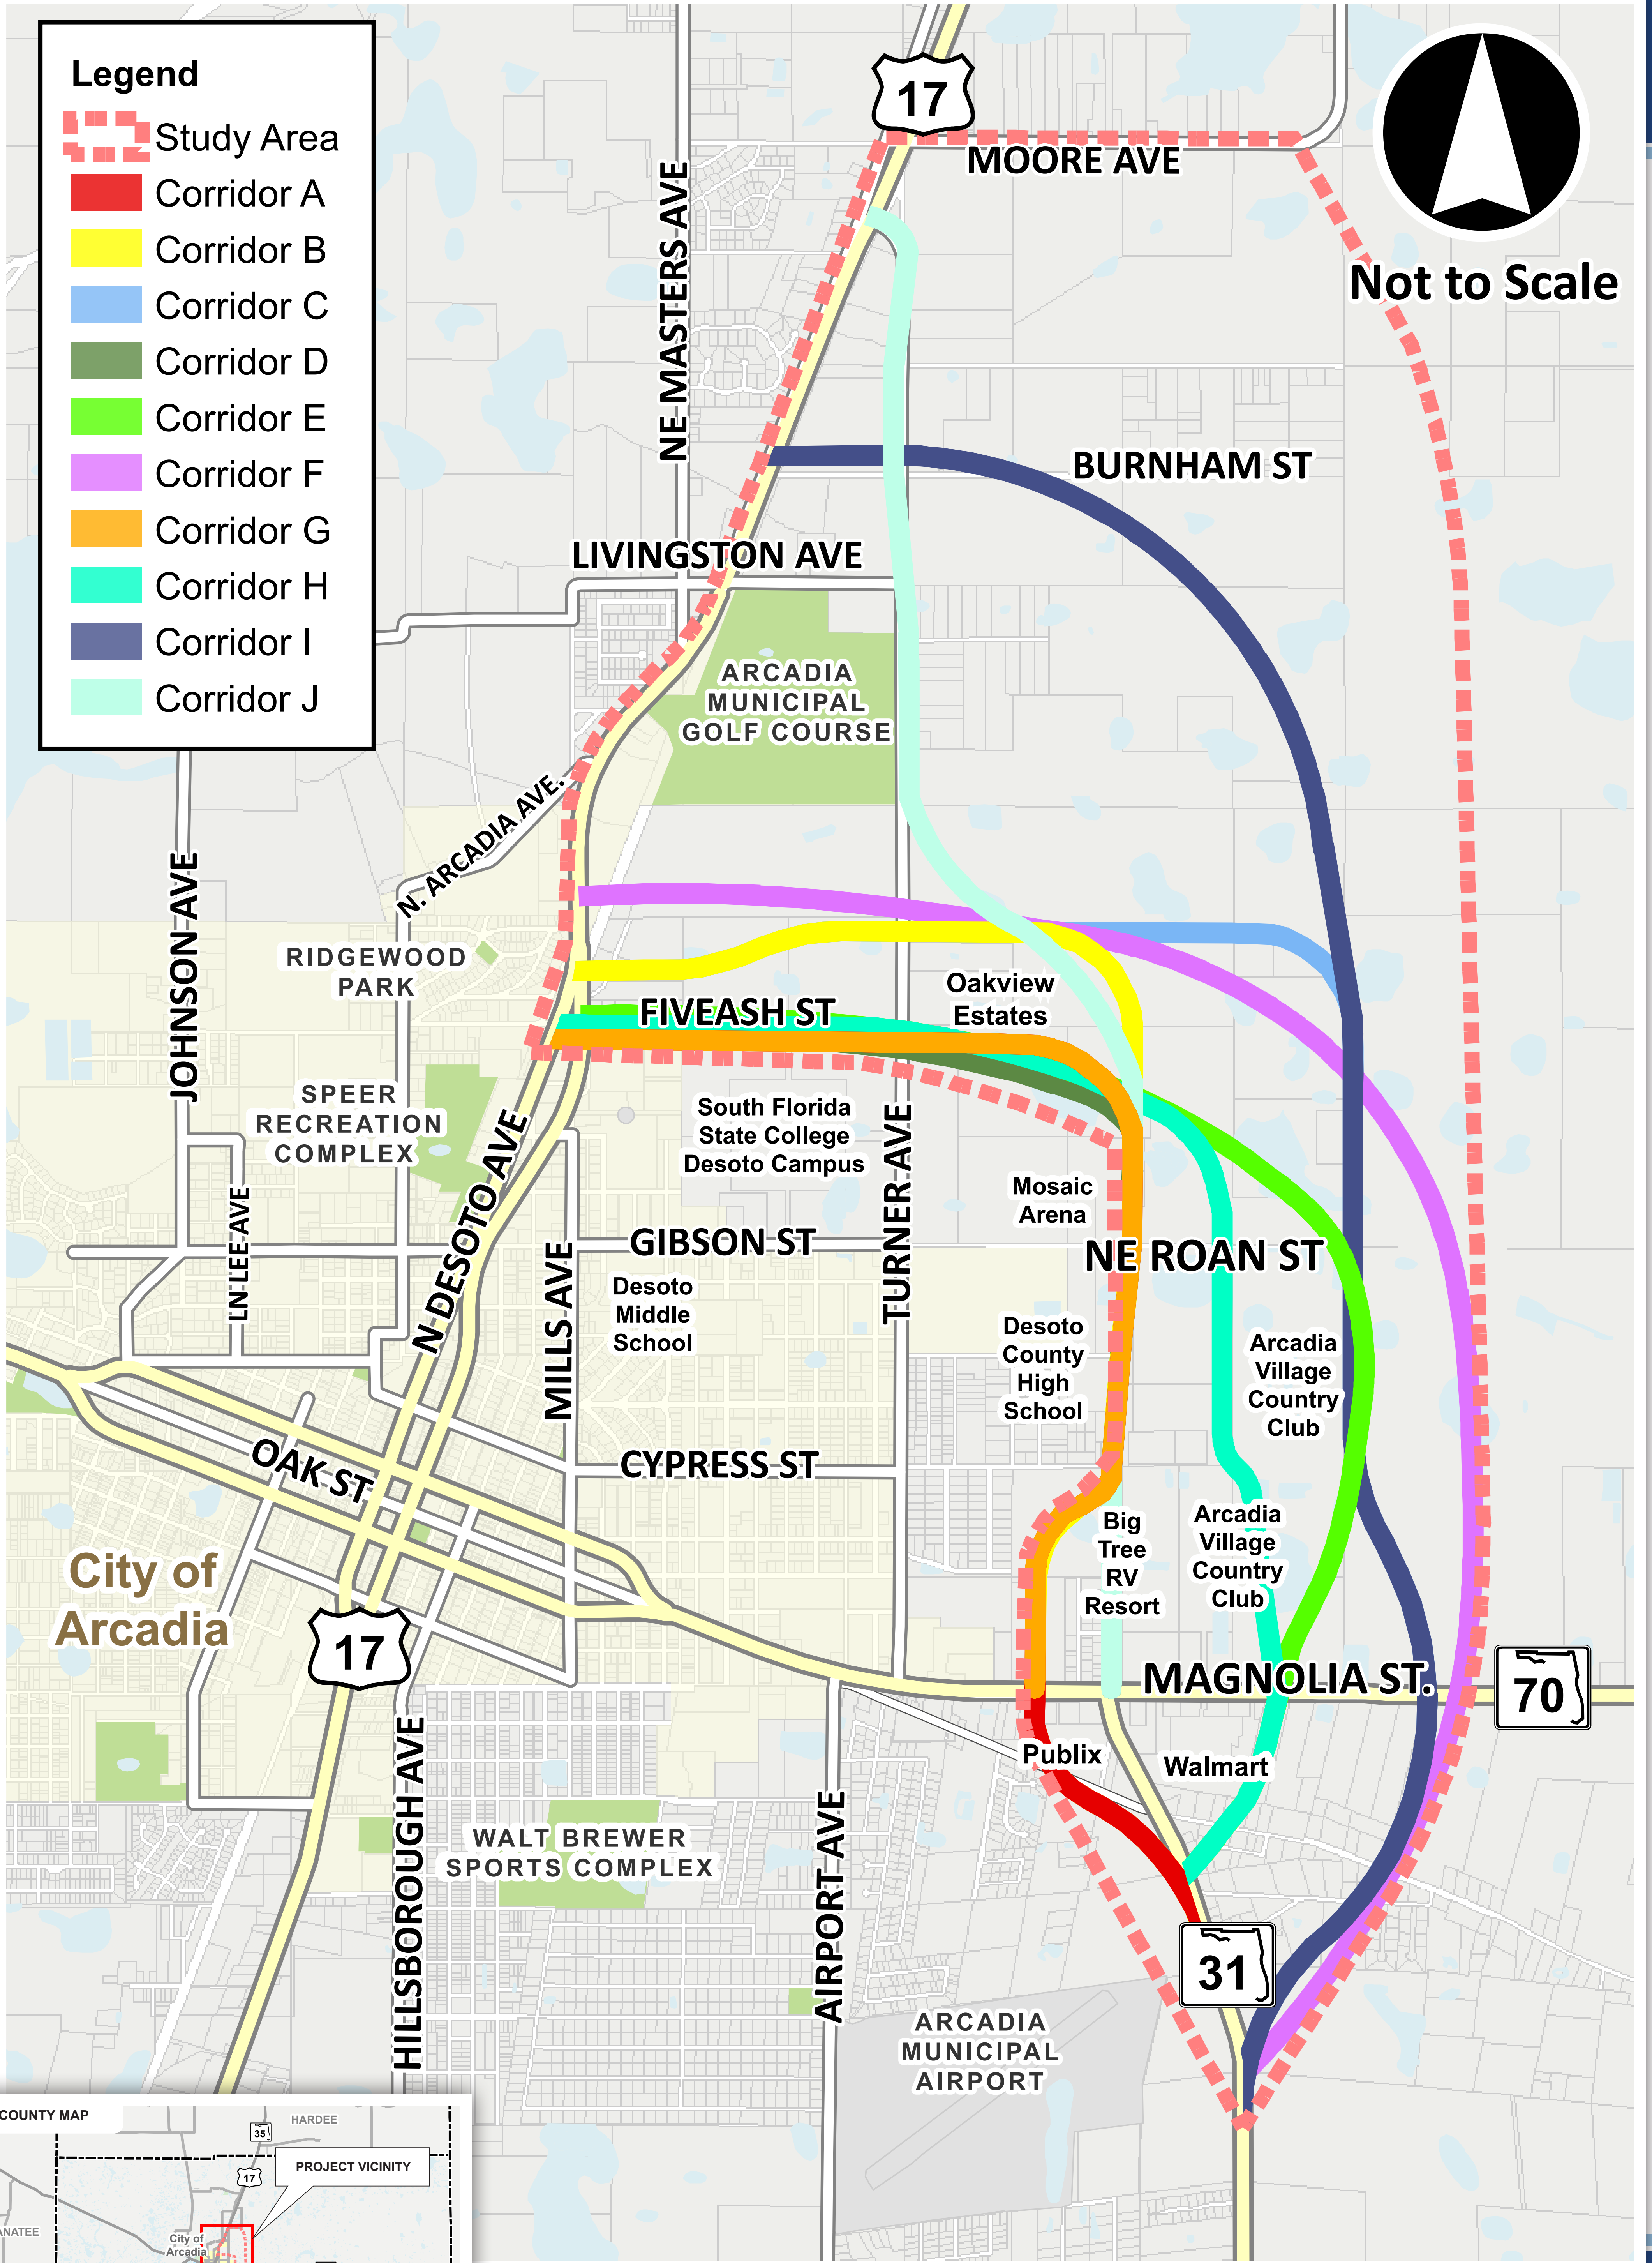 Legend
Study Area
Corridor A
Corridor B
Corridor C
Corridor D
Corridor E
Corridor F
Corridor G
Corridor H
Corridor I
Corridor J
17
MOORE AVE
Not to Scale
NE MASTERS AVE
BURNHAM ST
LIVINGSTON AVE
ARCADIA
MUNICIPAL
GOLF COURSE
N. ARCADIA AVE.
JOHNSON AVE
RIDGEWOOD
PARK
Oakview
Estates
FIVEASH ST
SPEER
RECREATION
COMPLEX
South Florida
State College
Desoto Campus
TURNER AVE
Mosaic
Arena
N DESOTO AVE
LN LEE AVE
GIBSON ST
NE ROAN ST
MILLS AVE
Desoto
Middle
School
Desoto
County
High
School
Arcadia
Village
Country
Club
OAK ST
CYPRESS ST
Big
Tree
RV
Resort
Arcadia
Village
Country
Club
City of
Arcadia
17
MAGNOLIA ST.
70
HILLSBOROUGH AVE
Publix
Walmart
AIRPORT AVE
WALT BREWER
SPORTS COMPLEX
31
ARCADIA
MUNICIPAL
AIRPORT
COUNTY MAP
HARDEE
35
PROJECT VICINITY
17
City of
Arcadia